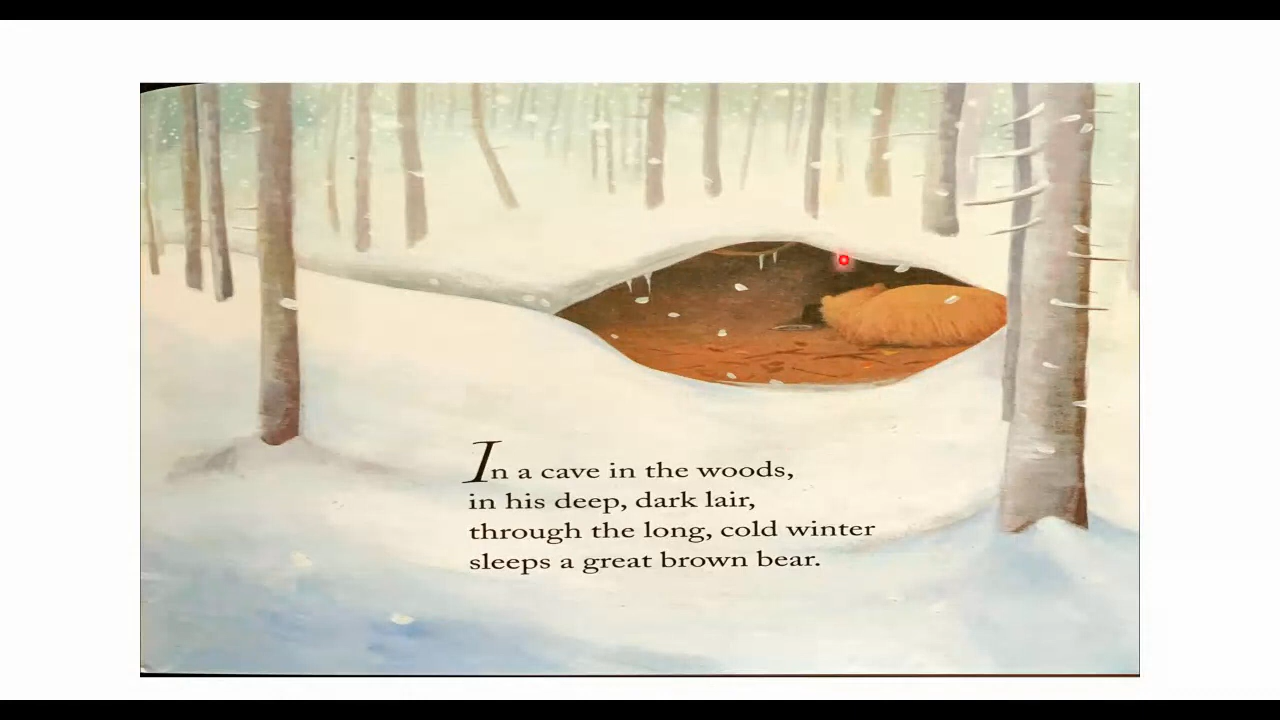 In a cave in the woods,
in his deep, dark lair,
through the long, cold winter
sleeps a great brown bear.